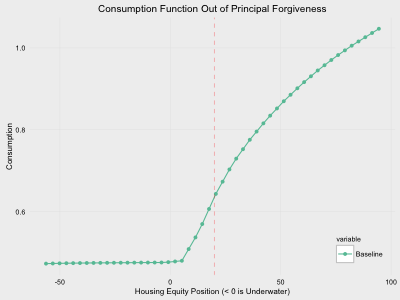 Consumption Function Out of Principal Forgiveness
1.0
0.8
0.6
Consumption
variable
Baseline
-50
0
50
100
Housing Equity Position (< 0 is Underwater)